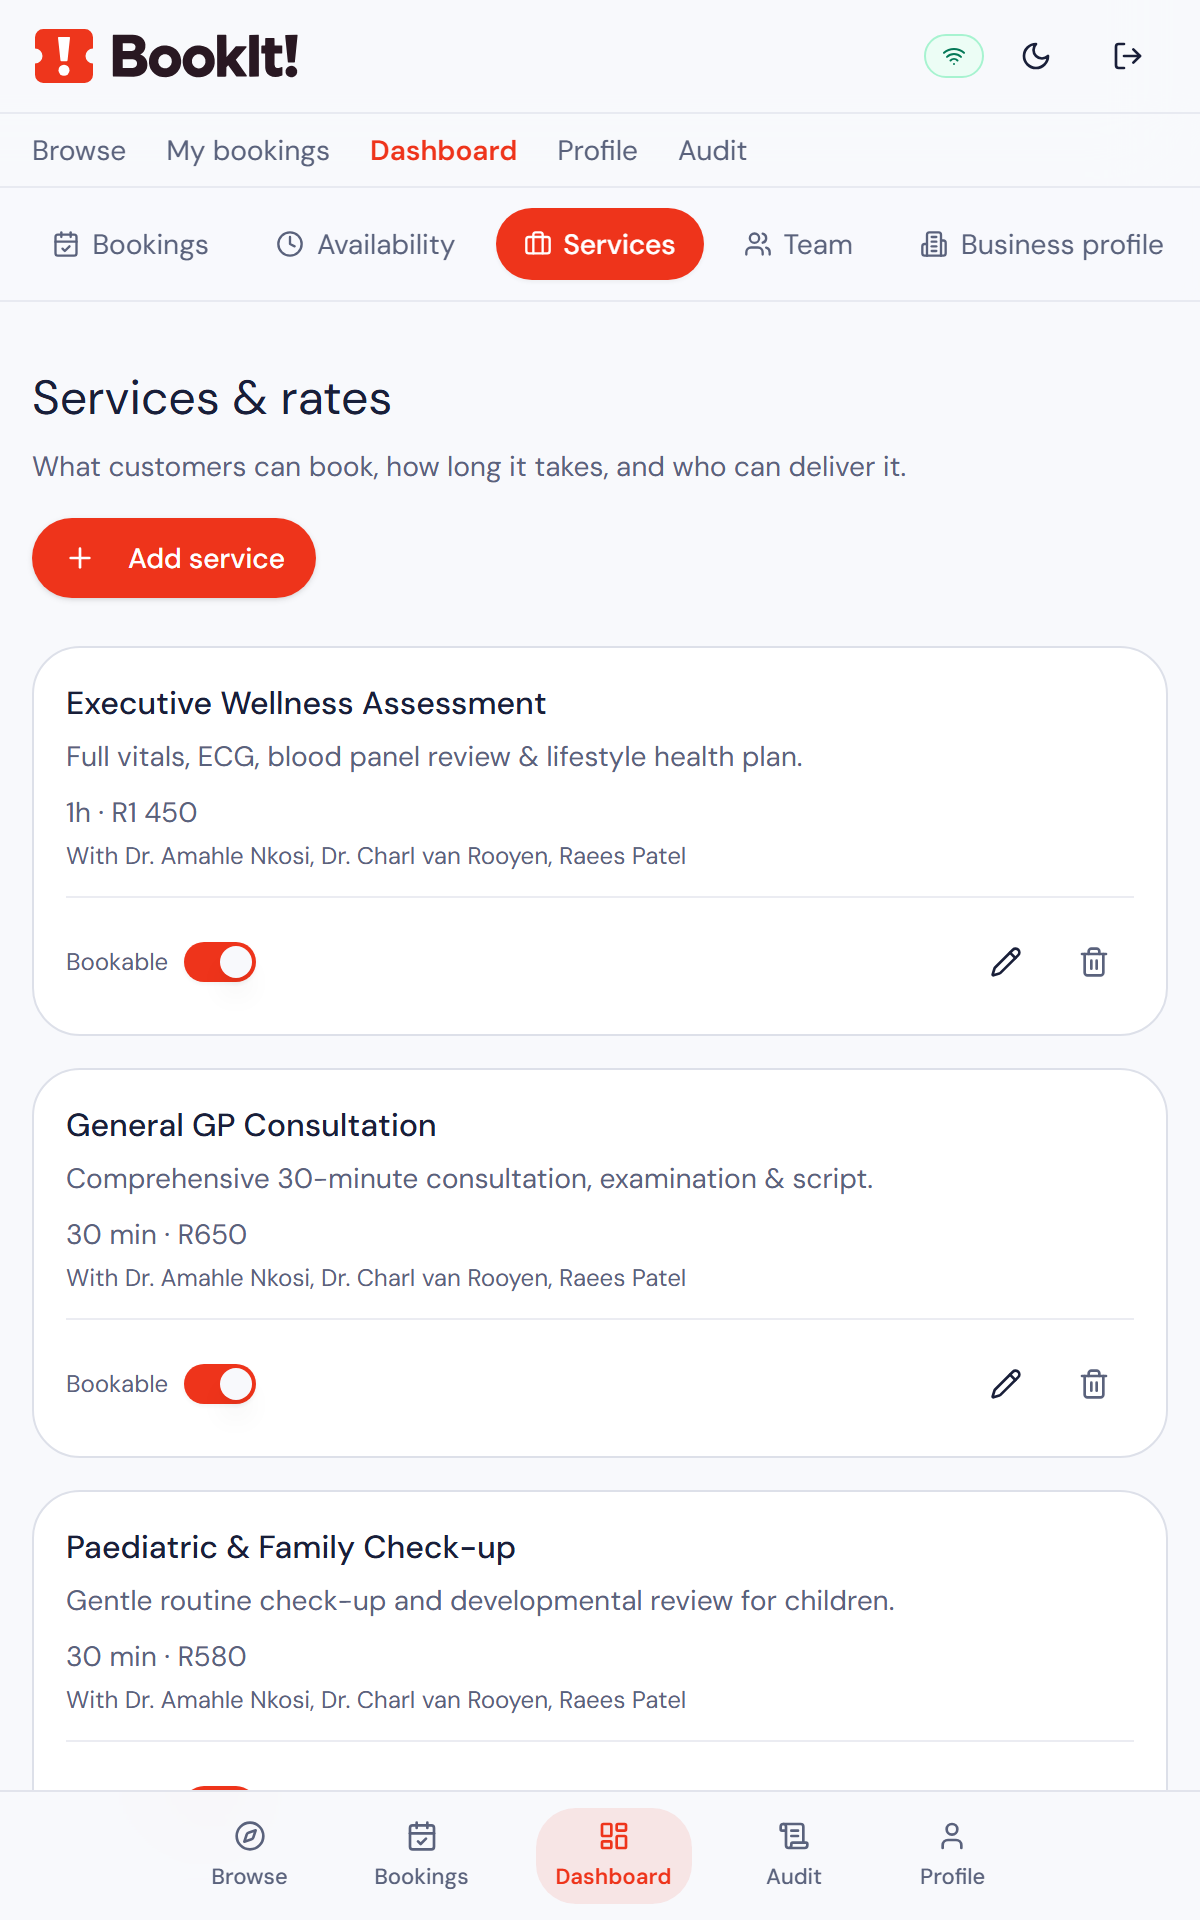 BookIt!
Browse My bookings Dashboard Profile Audit
Bookings Availability Services Team Business profile
Services & rates
What customers can book, how long it takes, and who can deliver it.
+ Add service
Executive Wellness Assessment
Full vitals, ECG, blood panel review & lifestyle health plan.
1h · R1 450
With Dr. Amahle Nkosi, Dr. Charl van Rooyen, Raees Patel
Bookable
General GP Consultation
Comprehensive 30-minute consultation, examination & script.
30 min · R650
With Dr. Amahle Nkosi, Dr. Charl van Rooyen, Raees Patel
Bookable
Paediatric & Family Check-up
Gentle routine check-up and developmental review for children.
30 min · R580
With Dr. Amahle Nkosi, Dr. Charl van Rooyen, Raees Patel
Browse Bookings Dashboard Audit Profile